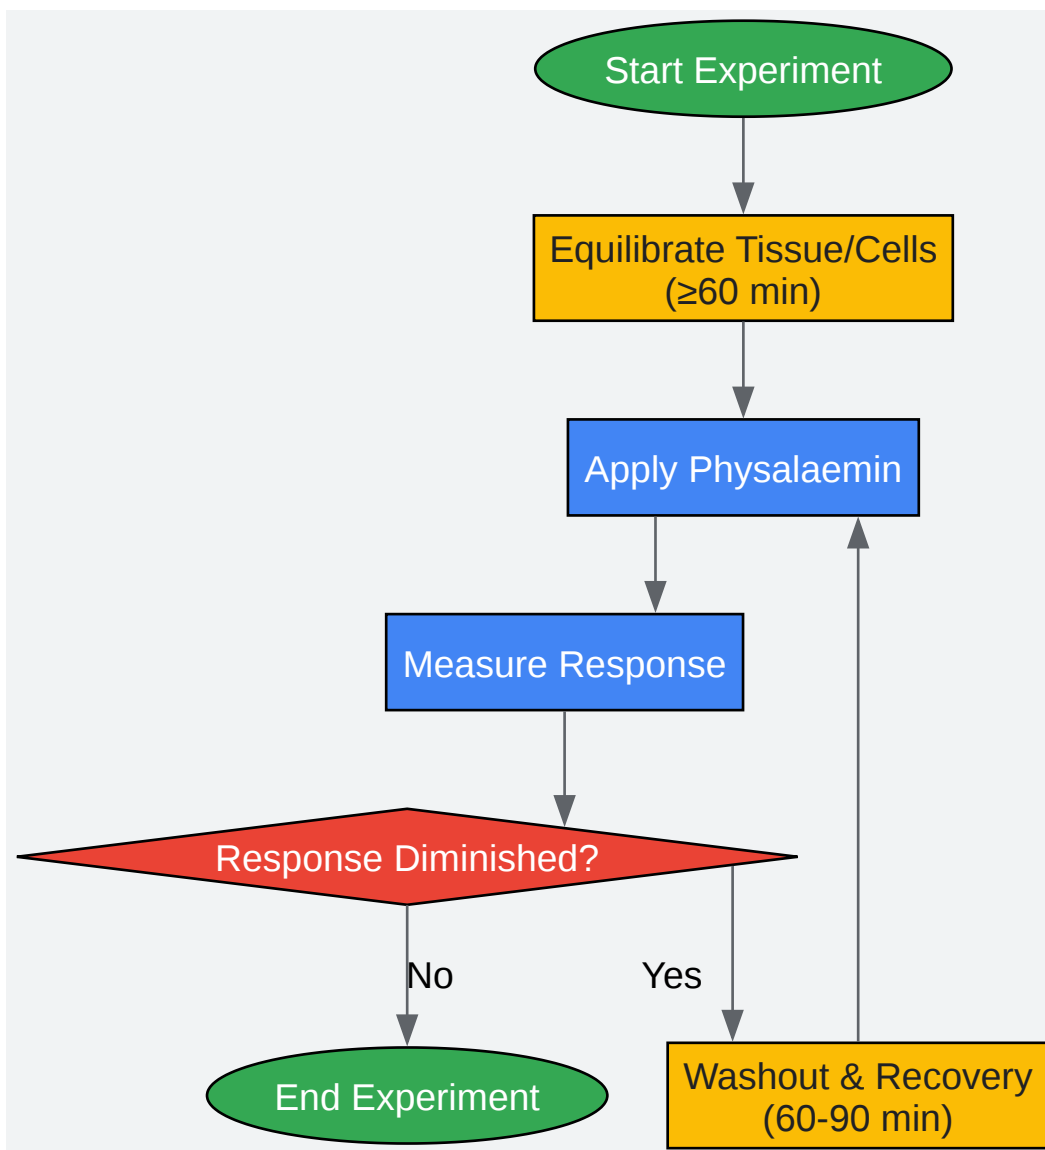 Start Experiment
Equilibrate Tissue/Cells
(≥60 min)
Apply Physalaemin
Measure Response
Response Diminished?
No
Yes
End Experiment
Washout & Recovery
(60-90 min)